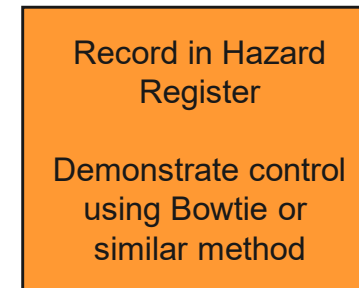 Record in Hazard
Register
Demonstrate control
using Bowtie or
similar method